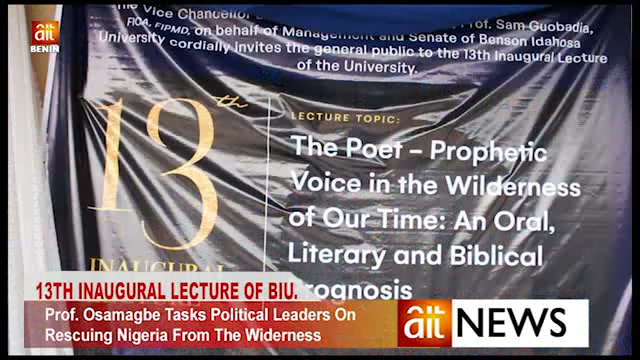 ait
BENIN
The Vice Chancellor
Prof. Sam Guobadia,
FICA, FIPMD, on behalf of Management and Senate of Benson Idahosa
University cordially invites the general public to the 13th Inaugural Lecture
of the University.
13th
INAUGURAL
LECTURE TOPIC:
The Poet – Prophetic
Voice in the Wilderness
of Our Time: An Oral,
Literary and Biblical
rognosis
13TH INAUGURAL LECTURE OF BIU.
Prof. Osamagbe Tasks Political Leaders On
Rescuing Nigeria From The Widerness
ait NEWS